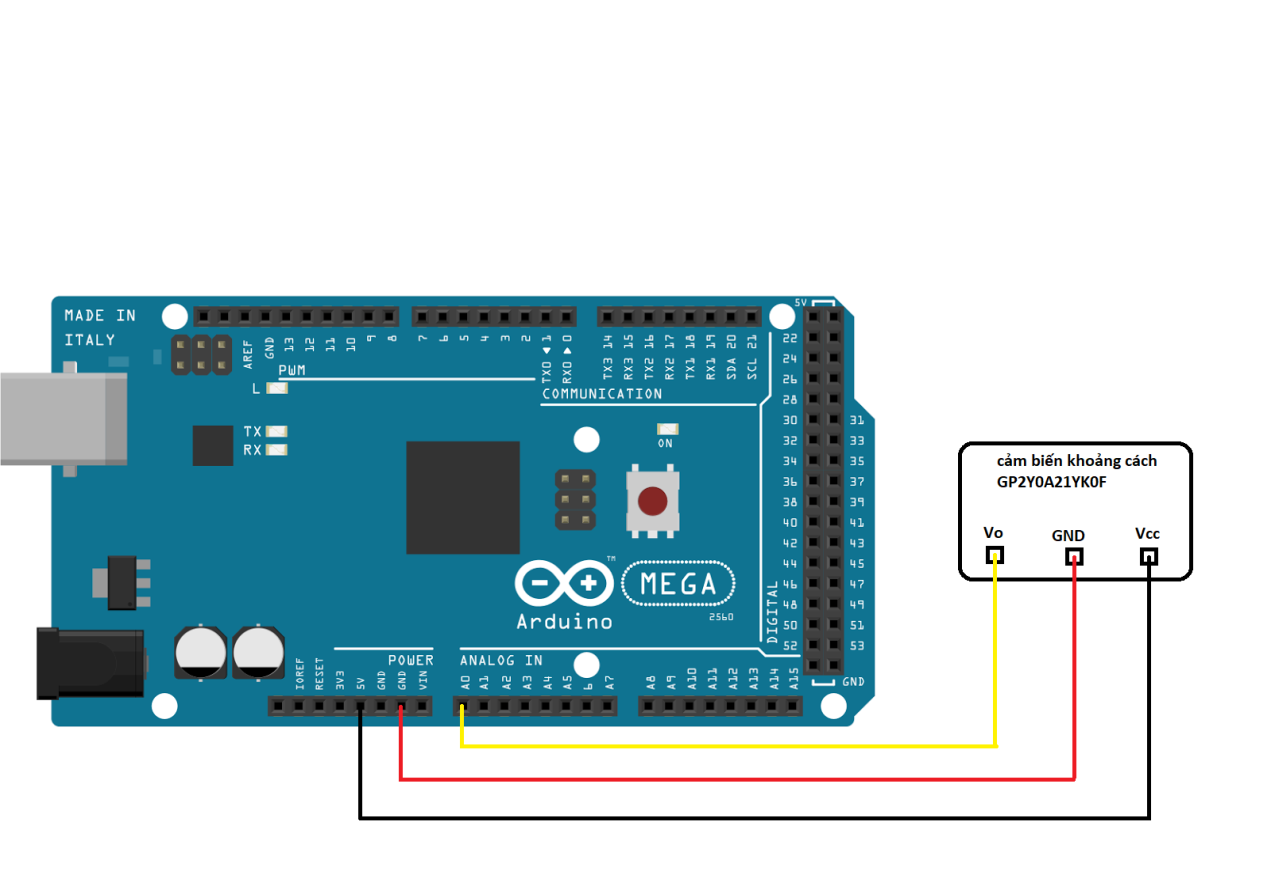 MADE IN
ITALY
AREF
GND
13
12
11
10
9
8
7
6
5
4
3
2
TX0 1
RX0 0
TX3 14
RX3 15
TX2 16
RX2 17
TX1 18
RX1 19
SDA 20
SCL 21
5V
PWM
COMMUNICATION
L
TX
RX
ON
22
24
26
28
30 31
32 33
34 35
36 37
38 39
40 41
42 43
44 45
46 47
48 49
50 51
52 53
GND
DIGITAL
cảm biến khoảng cách
GP2Y0A21YK0F
Vo GND Vcc
TM
MEGA
2560
Arduino
POWER
ANALOG IN
IOREF
RESET
3V3
5V
GND
GND
VIN
A0
A1
A2
A3
A4
A5
6
A7
A8
A9
A10
A11
A12
A13
A14
A15